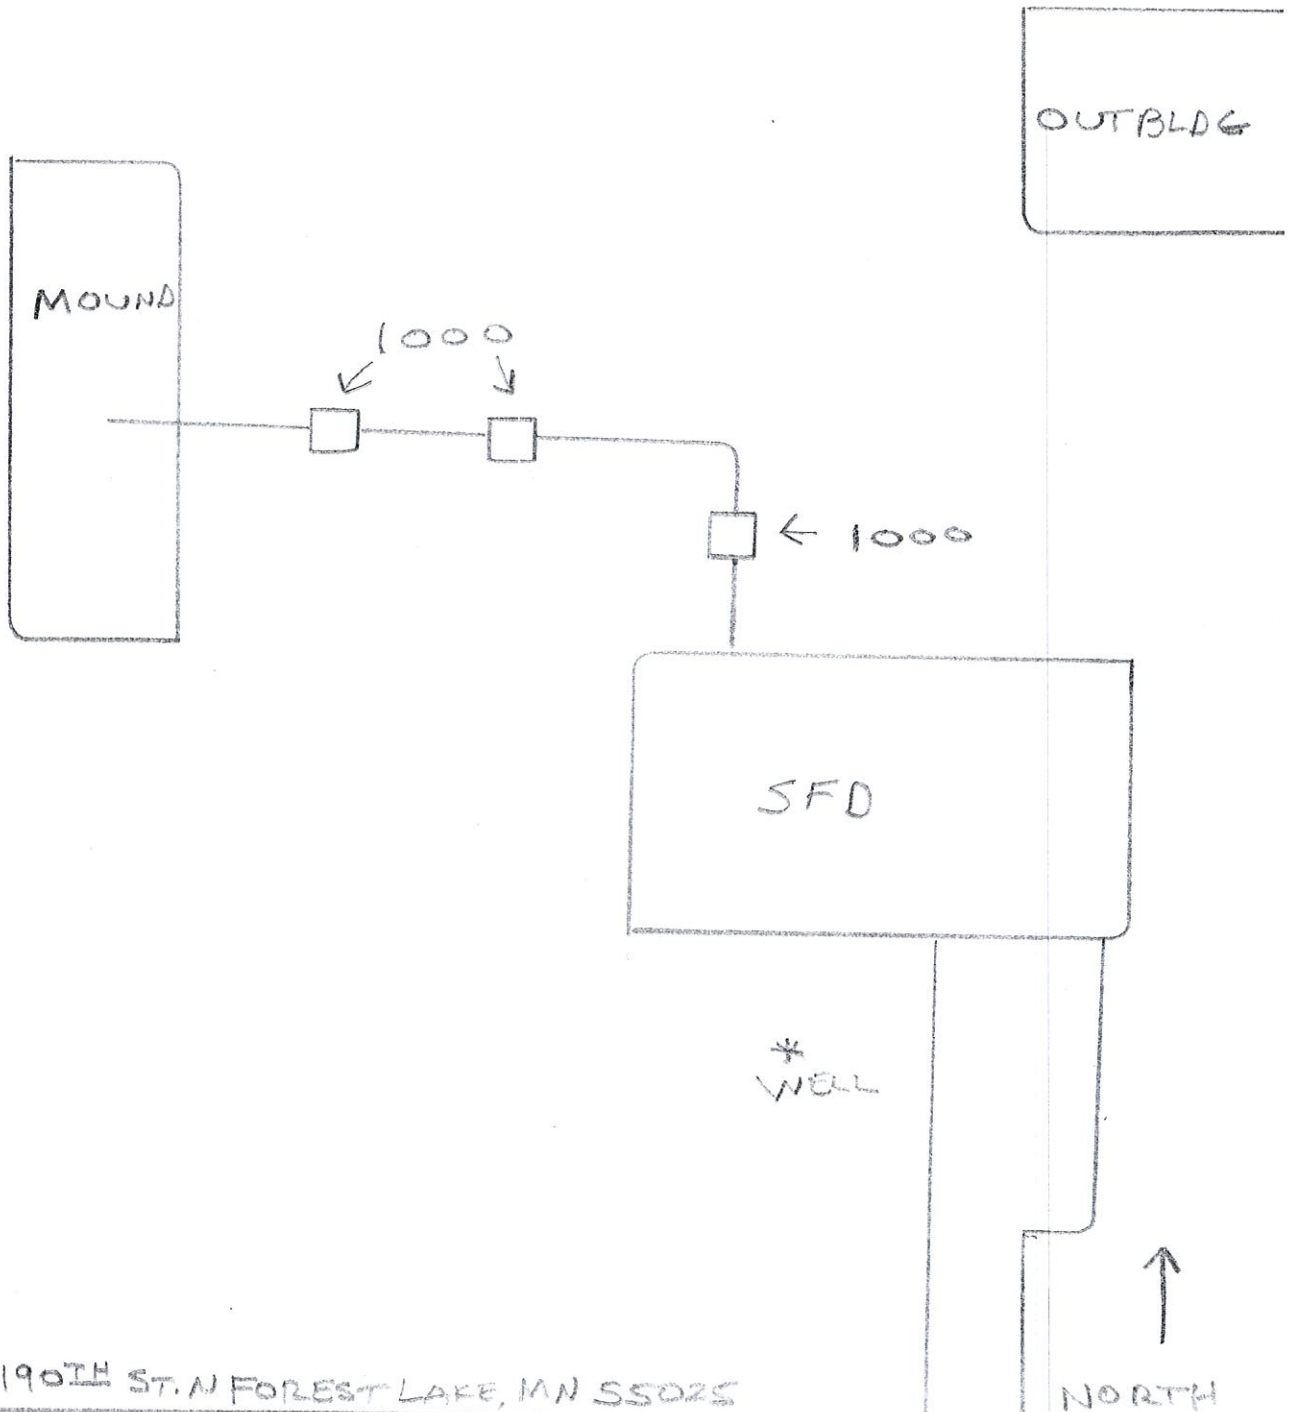 OUTBLDG
MOUND
1000
← 1000
SFD
*
WELL
190TH ST. N FOREST LAKE, MN 55025
NORTH